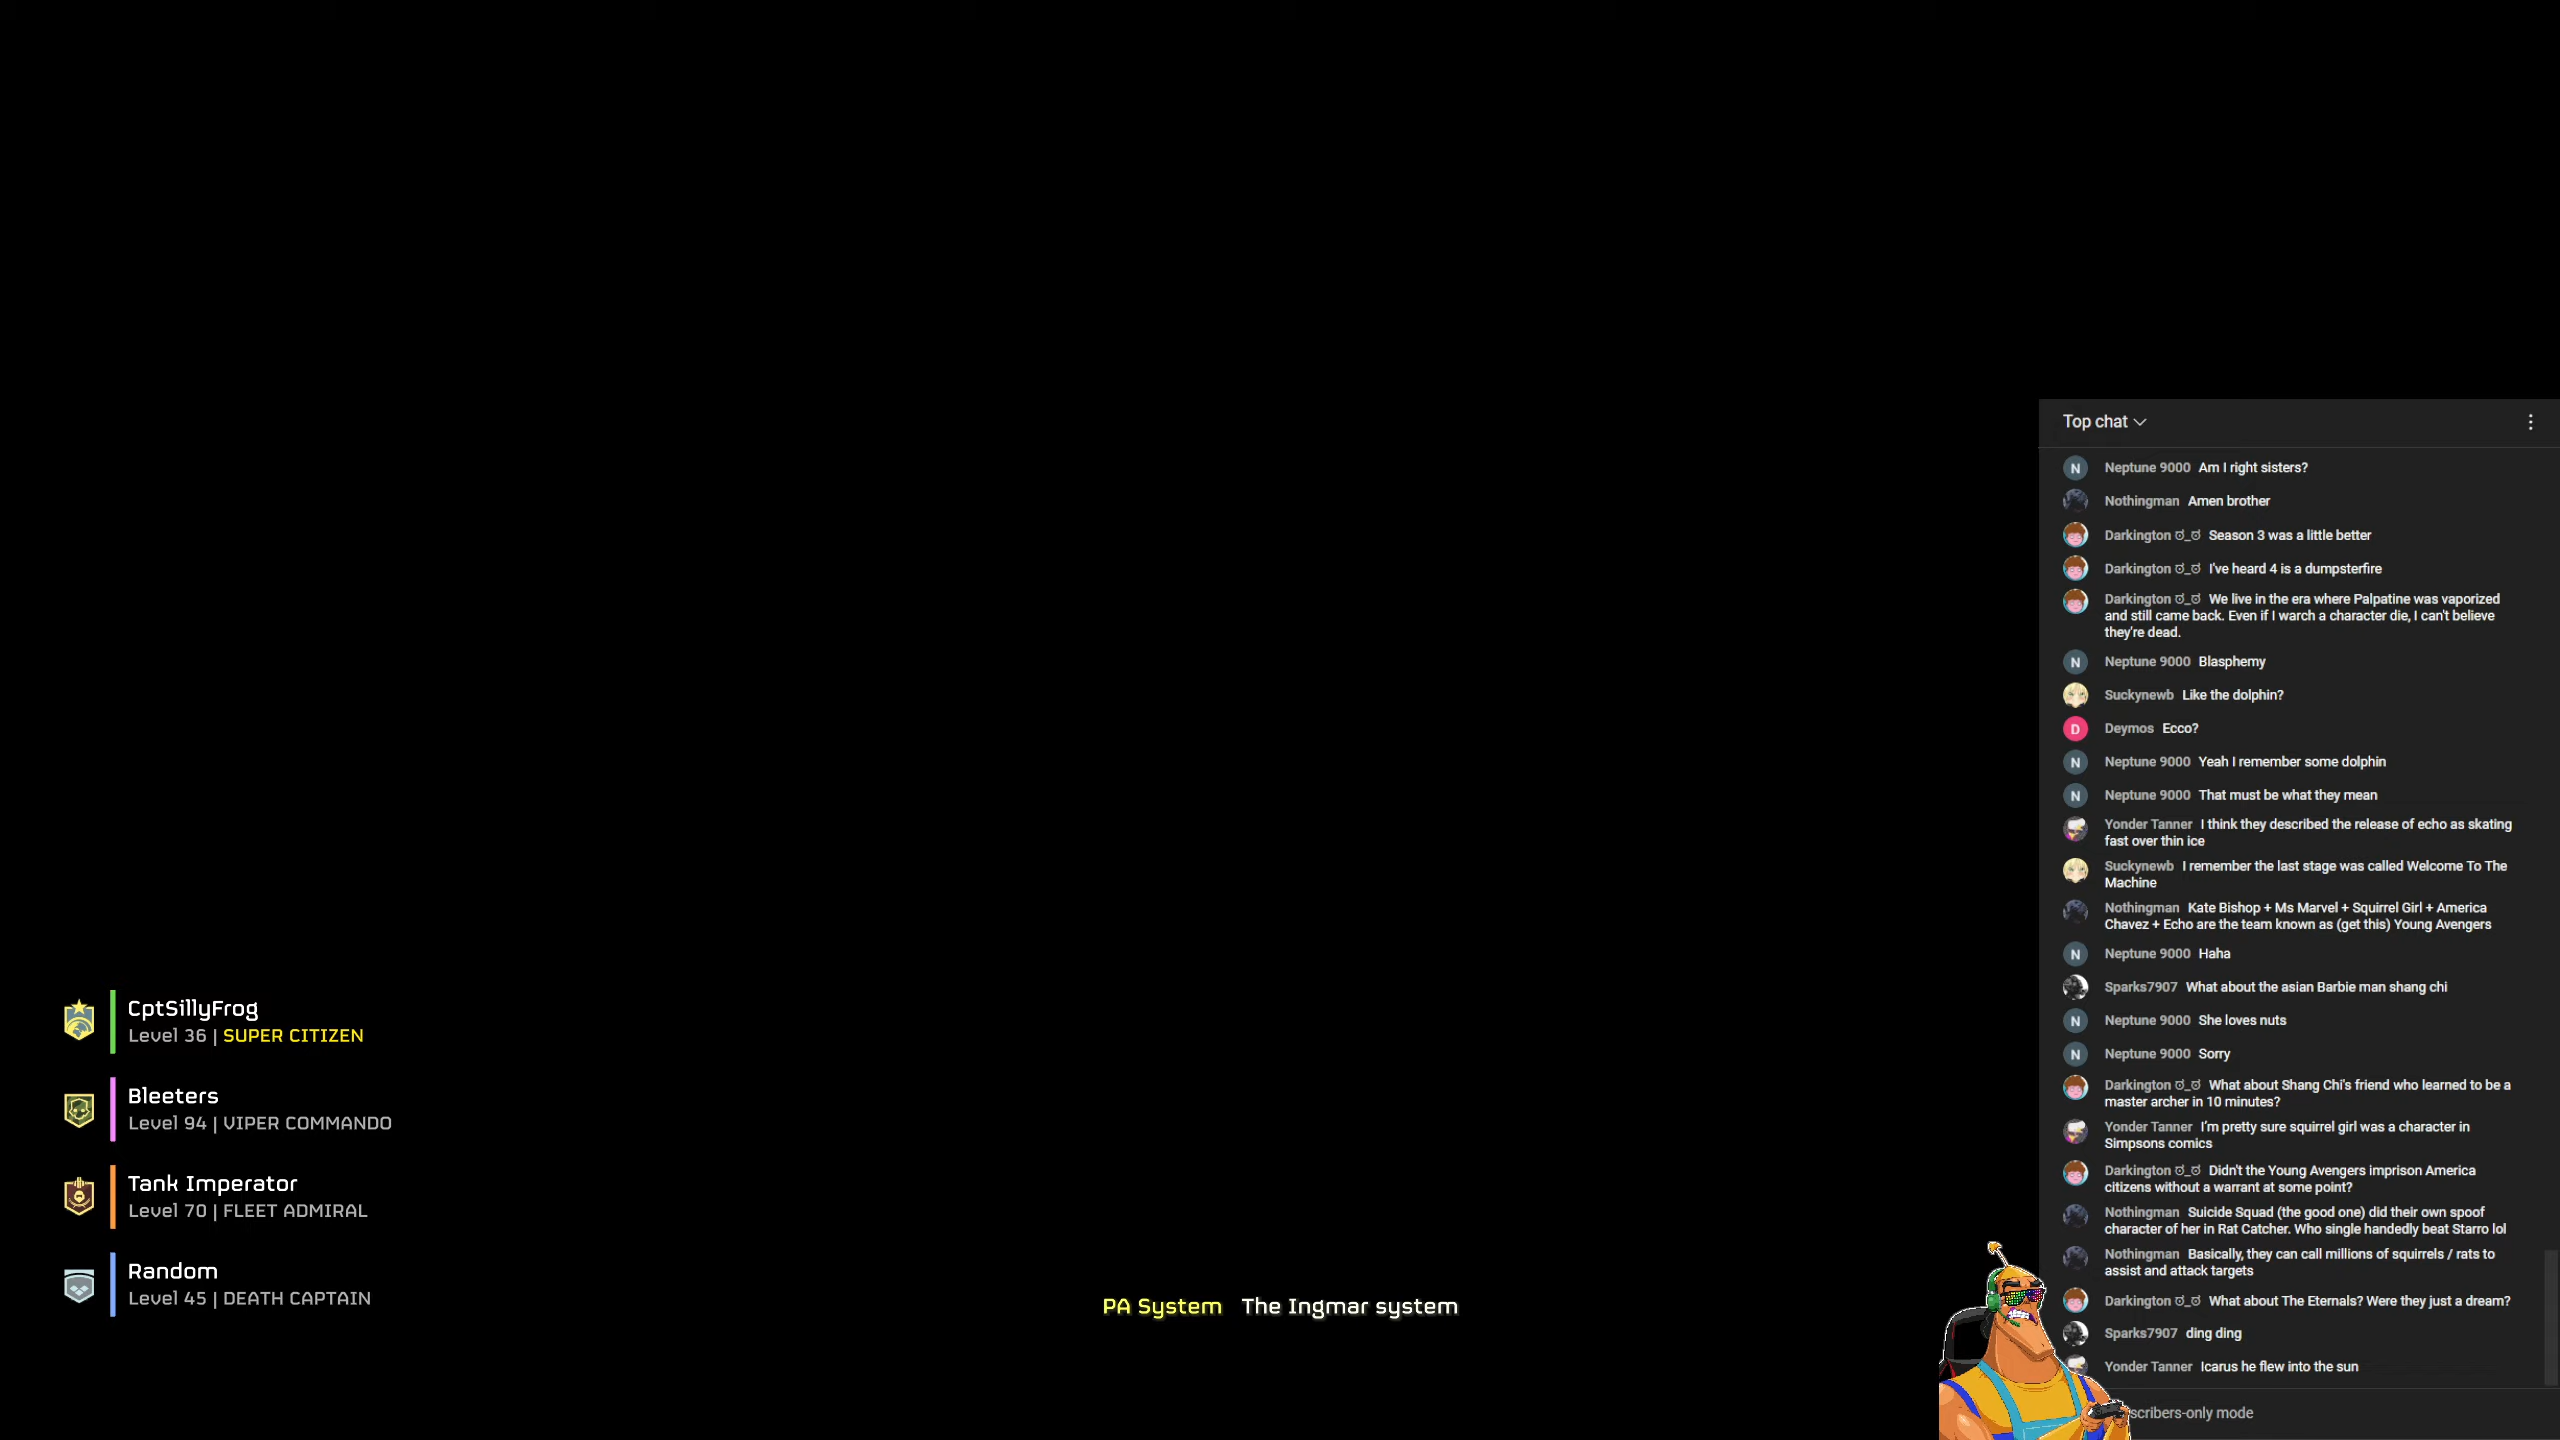 Top chat
N Neptune 9000 Am I right sisters?
Nothingman Amen brother
Darkington ಠ_ಠ Season 3 was a little better
Darkington ಠ_ಠ I've heard 4 is a dumpsterfire
Darkington ಠ_ಠ We live in the era where Palpatine was vaporized
and still came back. Even if I warch a character die, I can't believe
they're dead.
N Neptune 9000 Blasphemy
Suckynewb Like the dolphin?
D Deymos Ecco?
N Neptune 9000 Yeah I remember some dolphin
N Neptune 9000 That must be what they mean
Yonder Tanner I think they described the release of echo as skating
fast over thin ice
Suckynewb I remember the last stage was called Welcome To The
Machine
Nothingman Kate Bishop + Ms Marvel + Squirrel Girl + America
Chavez + Echo are the team known as (get this) Young Avengers
N Neptune 9000 Haha
Sparks7907 What about the asian Barbie man shang chi
N Neptune 9000 She loves nuts
N Neptune 9000 Sorry
Darkington ಠ_ಠ What about Shang Chi's friend who learned to be a
master archer in 10 minutes?
Yonder Tanner I'm pretty sure squirrel girl was a character in
Simpsons comics
Darkington ಠ_ಠ Didn't the Young Avengers imprison America
citizens without a warrant at some point?
Nothingman Suicide Squad (the good one) did their own spoof
character of her in Rat Catcher. Who single handedly beat Starro lol
Nothingman Basically, they can call millions of squirrels / rats to
assist and attack targets
Darkington ಠ_ಠ What about The Eternals? Were they just a dream?
Sparks7907 ding ding
Yonder Tanner Icarus he flew into the sun
scribers-only mode
CptSillyFrog
Level 36 | SUPER CITIZEN
Bleeters
Level 94 | VIPER COMMANDO
Tank Imperator
Level 70 | FLEET ADMIRAL
Random
Level 45 | DEATH CAPTAIN
PA System The Ingmar system